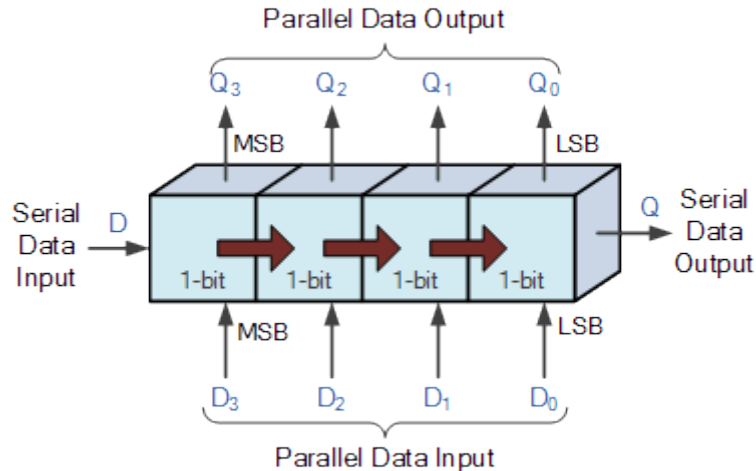 Parallel Data Output
Q₃ Q₂ Q₁ Q₀
MSB LSB
Serial Data Input D
Q Serial Data Output
1-bit 1-bit 1-bit 1-bit
MSB LSB
D₃ D₂ D₁ D₀
Parallel Data Input